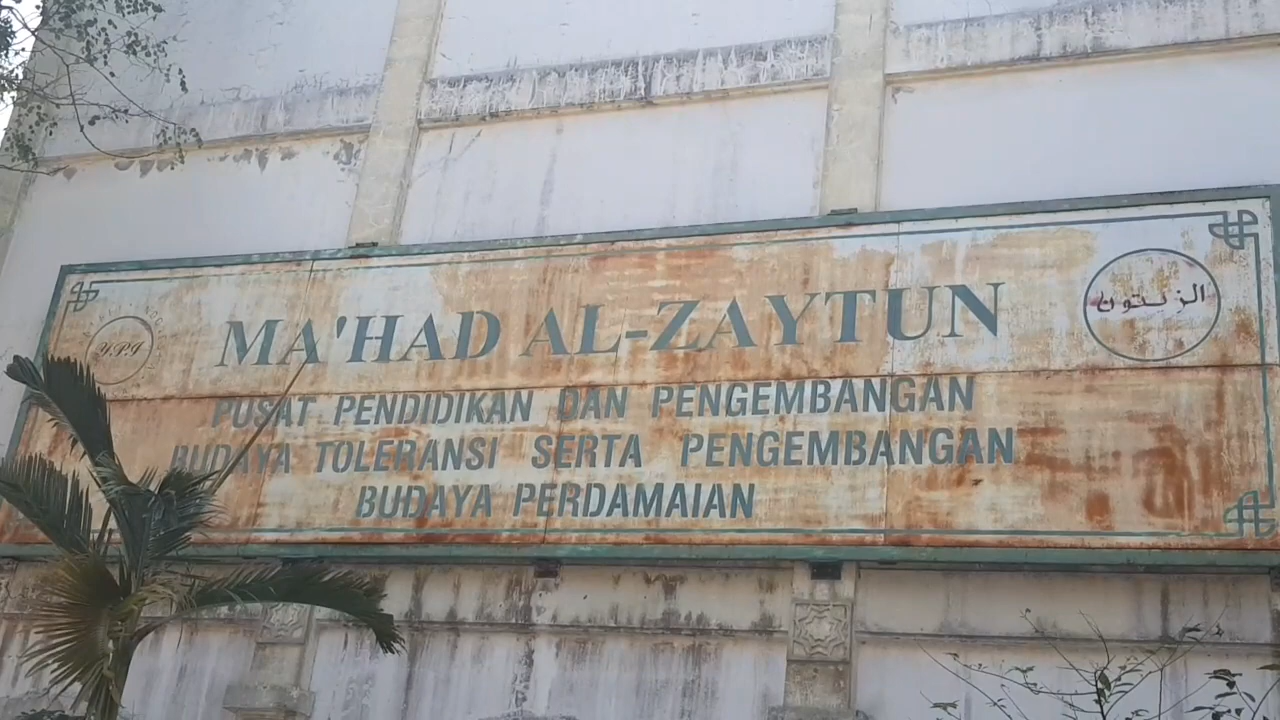 MA'HAD AL-ZAYTUN
PUSAT PENDIDIKAN DAN PENGEMBANGAN
BUDAYA TOLERANSI SERTA PENGEMBANGAN
BUDAYA PERDAMAIAN
الزيتون
Y.P.I